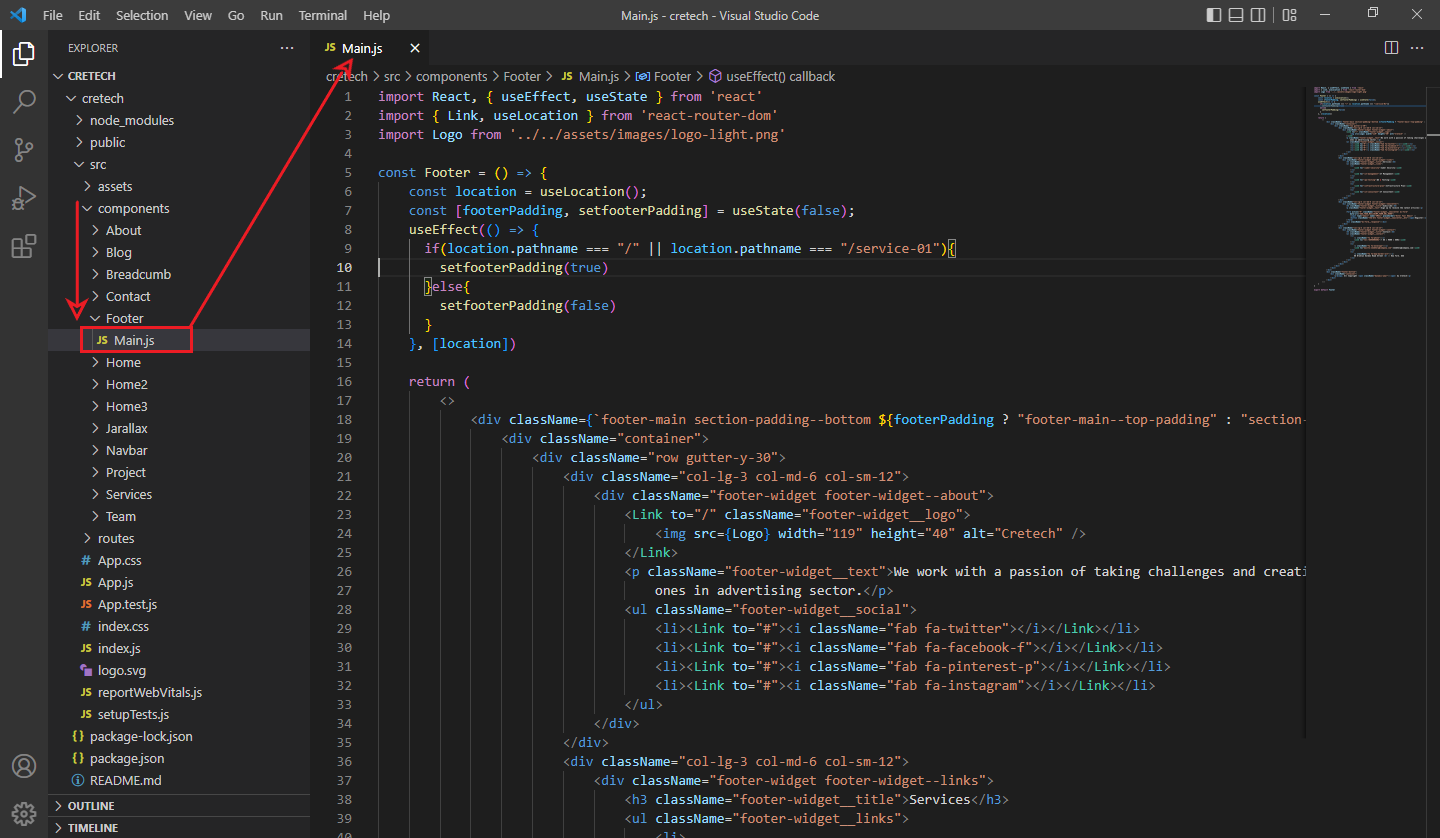 File Edit Selection View Go Run Terminal Help
Main.js - cretech - Visual Studio Code
EXPLORER
CRETECH
cretech
node_modules
public
src
assets
components
About
Blog
Breadcumb
Contact
Footer
JS Main.js
Home
Home2
Home3
Jarallax
Navbar
Project
Services
Team
routes
# App.css
JS App.js
JS App.test.js
# index.css
JS index.js
logo.svg
JS reportWebVitals.js
JS setupTests.js
{} package-lock.json
{} package.json
README.md
OUTLINE
TIMELINE
JS Main.js
cretech > src > components > Footer > JS Main.js > Footer > useEffect() callback
1 import React, { useEffect, useState } from 'react'
2 import { Link, useLocation } from 'react-router-dom'
3 import Logo from '../../assets/images/logo-light.png'
4
5 const Footer = () => {
6 const location = useLocation();
7 const [footerPadding, setfooterPadding] = useState(false);
8 useEffect(() => {
9 if(location.pathname === "/" || location.pathname === "/service-01"){
10 setfooterPadding(true)
11 }else{
12 setfooterPadding(false)
13 }
14 }, [location])
15
16 return (
17 <>
18 <div className={`footer-main section-padding--bottom ${footerPadding ? "footer-main--top-padding" : "section-
19 <div className="container">
20 <div className="row gutter-y-30">
21 <div className="col-lg-3 col-md-6 col-sm-12">
22 <div className="footer-widget footer-widget--about">
23 <Link to="/" className="footer-widget__logo">
24 <img src={Logo} width="119" height="40" alt="Cretech" />
25 </Link>
26 <p className="footer-widget__text">We work with a passion of taking challenges and creati
27 ones in advertising sector.</p>
28 <ul className="footer-widget__social">
29 <li><Link to="#"><i className="fab fa-twitter"></i></Link></li>
30 <li><Link to="#"><i className="fab fa-facebook-f"></i></Link></li>
31 <li><Link to="#"><i className="fab fa-pinterest-p"></i></Link></li>
32 <li><Link to="#"><i className="fab fa-instagram"></i></Link></li>
33 </ul>
34 </div>
35 </div>
36 <div className="col-lg-3 col-md-6 col-sm-12">
37 <div className="footer-widget footer-widget--links">
38 <h3 className="footer-widget__title">Services</h3>
39 <ul className="footer-widget__links">
40 <li>